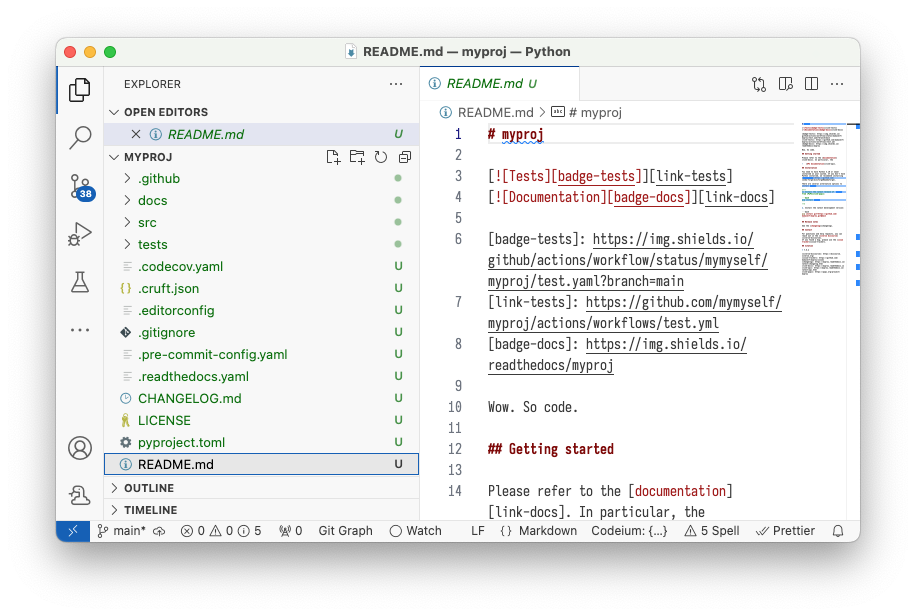 README.md — myproj — Python
EXPLORER
OPEN EDITORS
README.md U
MYPROJ
.github
docs
src
tests
.codecov.yaml U
{} .cruft.json U
.editorconfig U
.gitignore U
.pre-commit-config.yaml U
.readthedocs.yaml U
CHANGELOG.md U
LICENSE U
pyproject.toml U
README.md U
OUTLINE
TIMELINE
38
README.md U
README.md > # myproj
1 # myproj
2
3 [![Tests][badge-tests]][link-tests]
4 [![Documentation][badge-docs]][link-docs]
5
6 [badge-tests]: https://img.shields.io/
github/actions/workflow/status/mymyself/
myproj/test.yaml?branch=main
7 [link-tests]: https://github.com/mymyself/
myproj/actions/workflows/test.yml
8 [badge-docs]: https://img.shields.io/
readthedocs/myproj
9
10 Wow. So code.
11
12 ## Getting started
13
14 Please refer to the [documentation]
[link-docs]. In particular, the
main* 0 0 5 0 Git Graph Watch LF {} Markdown Codeium: {...} 5 Spell Prettier